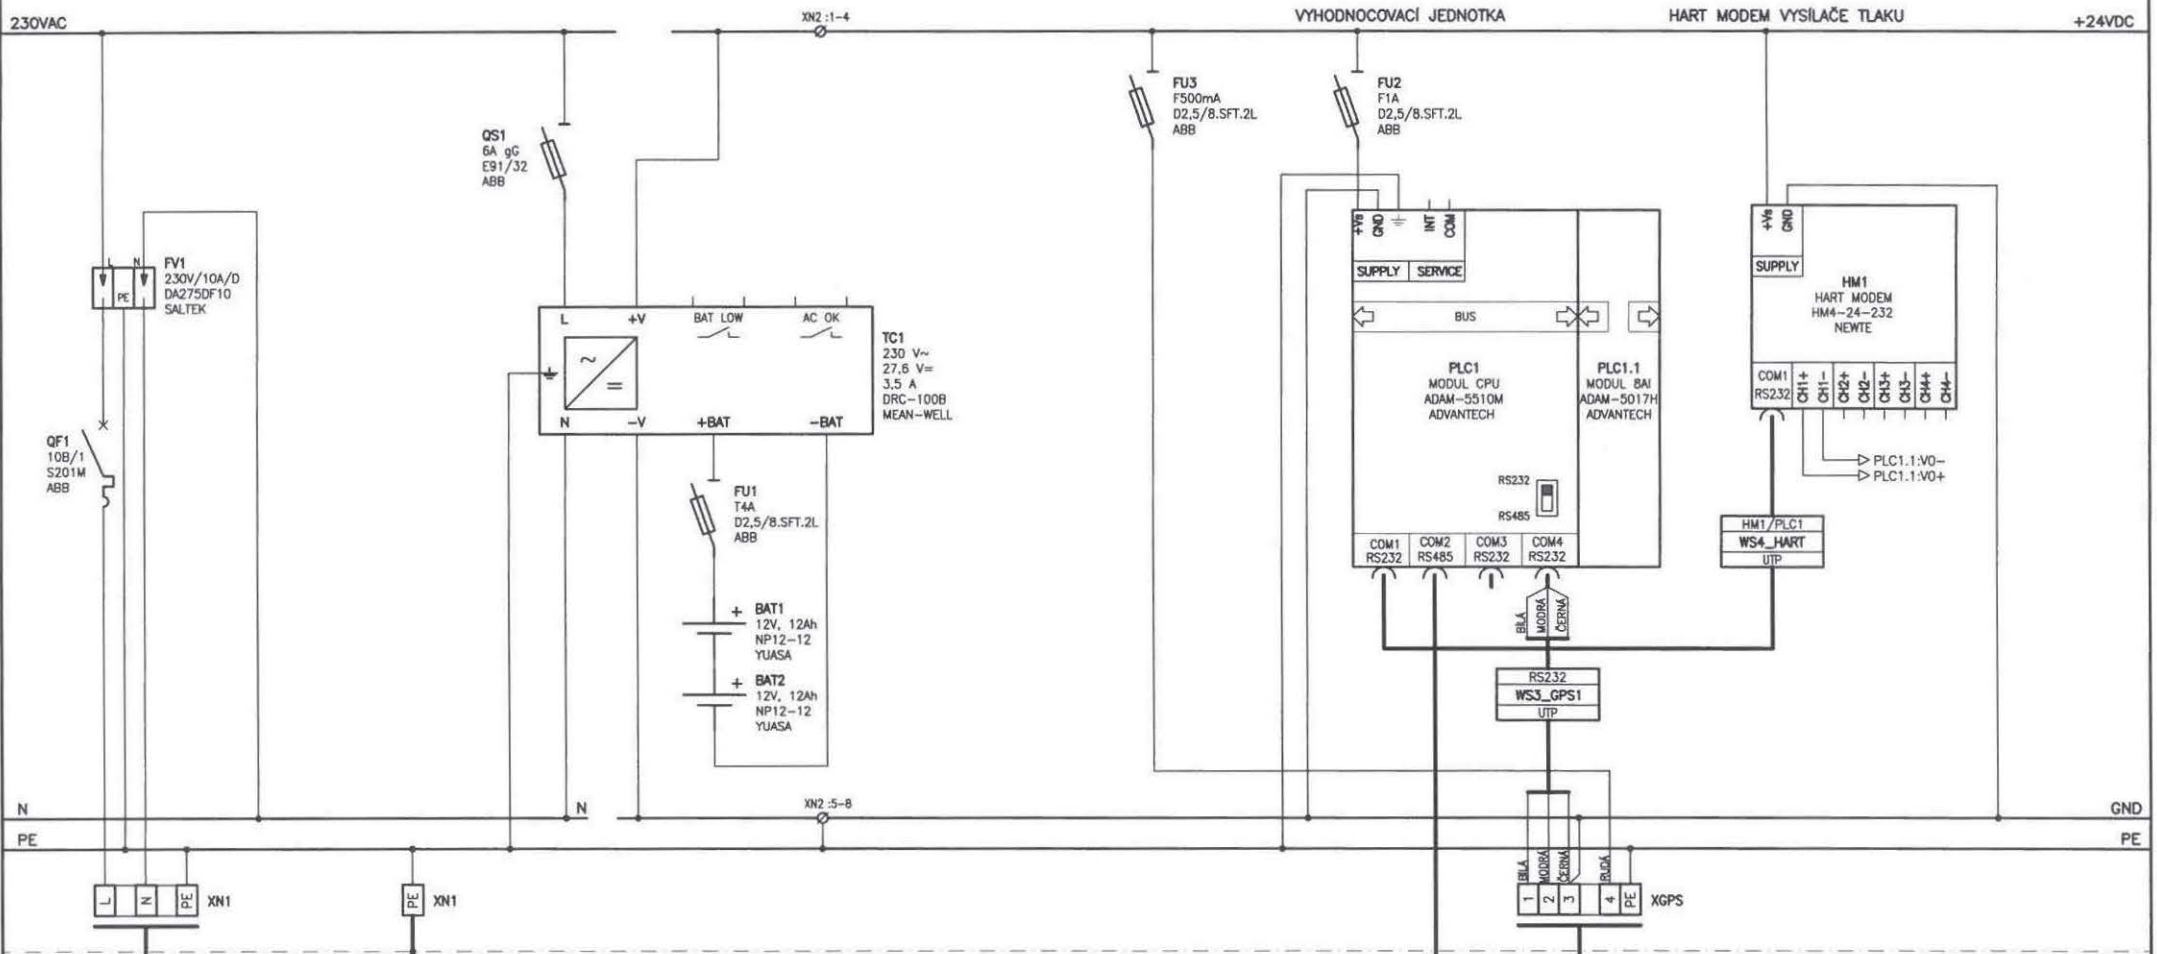 230VAC
XN2 :1-4
VYHODNOCOVACÍ JEDNOTKA
HART MODEM VYSÍLAČE TLAKU
+24VDC
QS1
6A gG
E91/32
ABB
FU3
F500mA
D2,5/8.SFT.2L
ABB
FU2
F1A
D2,5/8.SFT.2L
ABB
L
N
PE
FV1
230V/10A/D
DA275DF10
SALTEK
QF1
10B/1
S201M
ABB
L
+V
BAT LOW
AC OK
~
=
N
-V
+BAT
-BAT
TC1
230 V~
27,6 V=
3,5 A
DRC-100B
MEAN-WELL
FU1
T4A
D2,5/8.SFT.2L
ABB
+
BAT1
12V, 12Ah
NP12-12
YUASA
+
BAT2
12V, 12Ah
NP12-12
YUASA
+Vs
GND
INT
COM
SUPPLY
SERVICE
BUS
PLC1
MODUL CPU
ADAM-5510M
ADVANTECH
PLC1.1
MODUL 8AI
ADAM-5017H
ADVANTECH
RS232
RS485
COM1
RS232
COM2
RS485
COM3
RS232
COM4
RS232
BÍLÁ
MODRÁ
ČERNÁ
RS232
WS3_GPS1
UTP
+Vs
GND
SUPPLY
HM1
HART MODEM
HM4-24-232
NEWTE
COM1
RS232
CH1+
CH1-
CH2+
CH2-
CH3+
CH3-
CH4+
CH4-
PLC1.1:V0-
PLC1.1:V0+
HM1/PLC1
WS4_HART
UTP
N
N
XN2 :5-8
GND
PE
PE
L
N
PE
XN1
PE
XN1
BÍLÁ
MODRÁ
ČERNÁ
RUDÁ
1
2
3
4
PE
XGPS